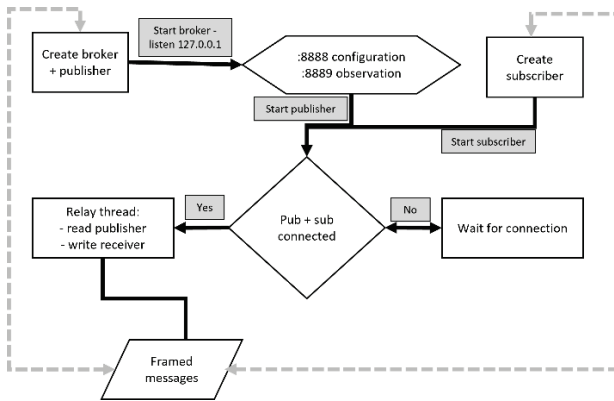 Create broker
+ publisher
Start broker -
listen 127.0.0.1
:8888 configuration
:8889 observation
Create
subscriber
Start publisher
Start subscriber
Relay thread:
- read publisher
- write receiver
Yes
Pub + sub
connected
No
Wait for connection
Framed
messages